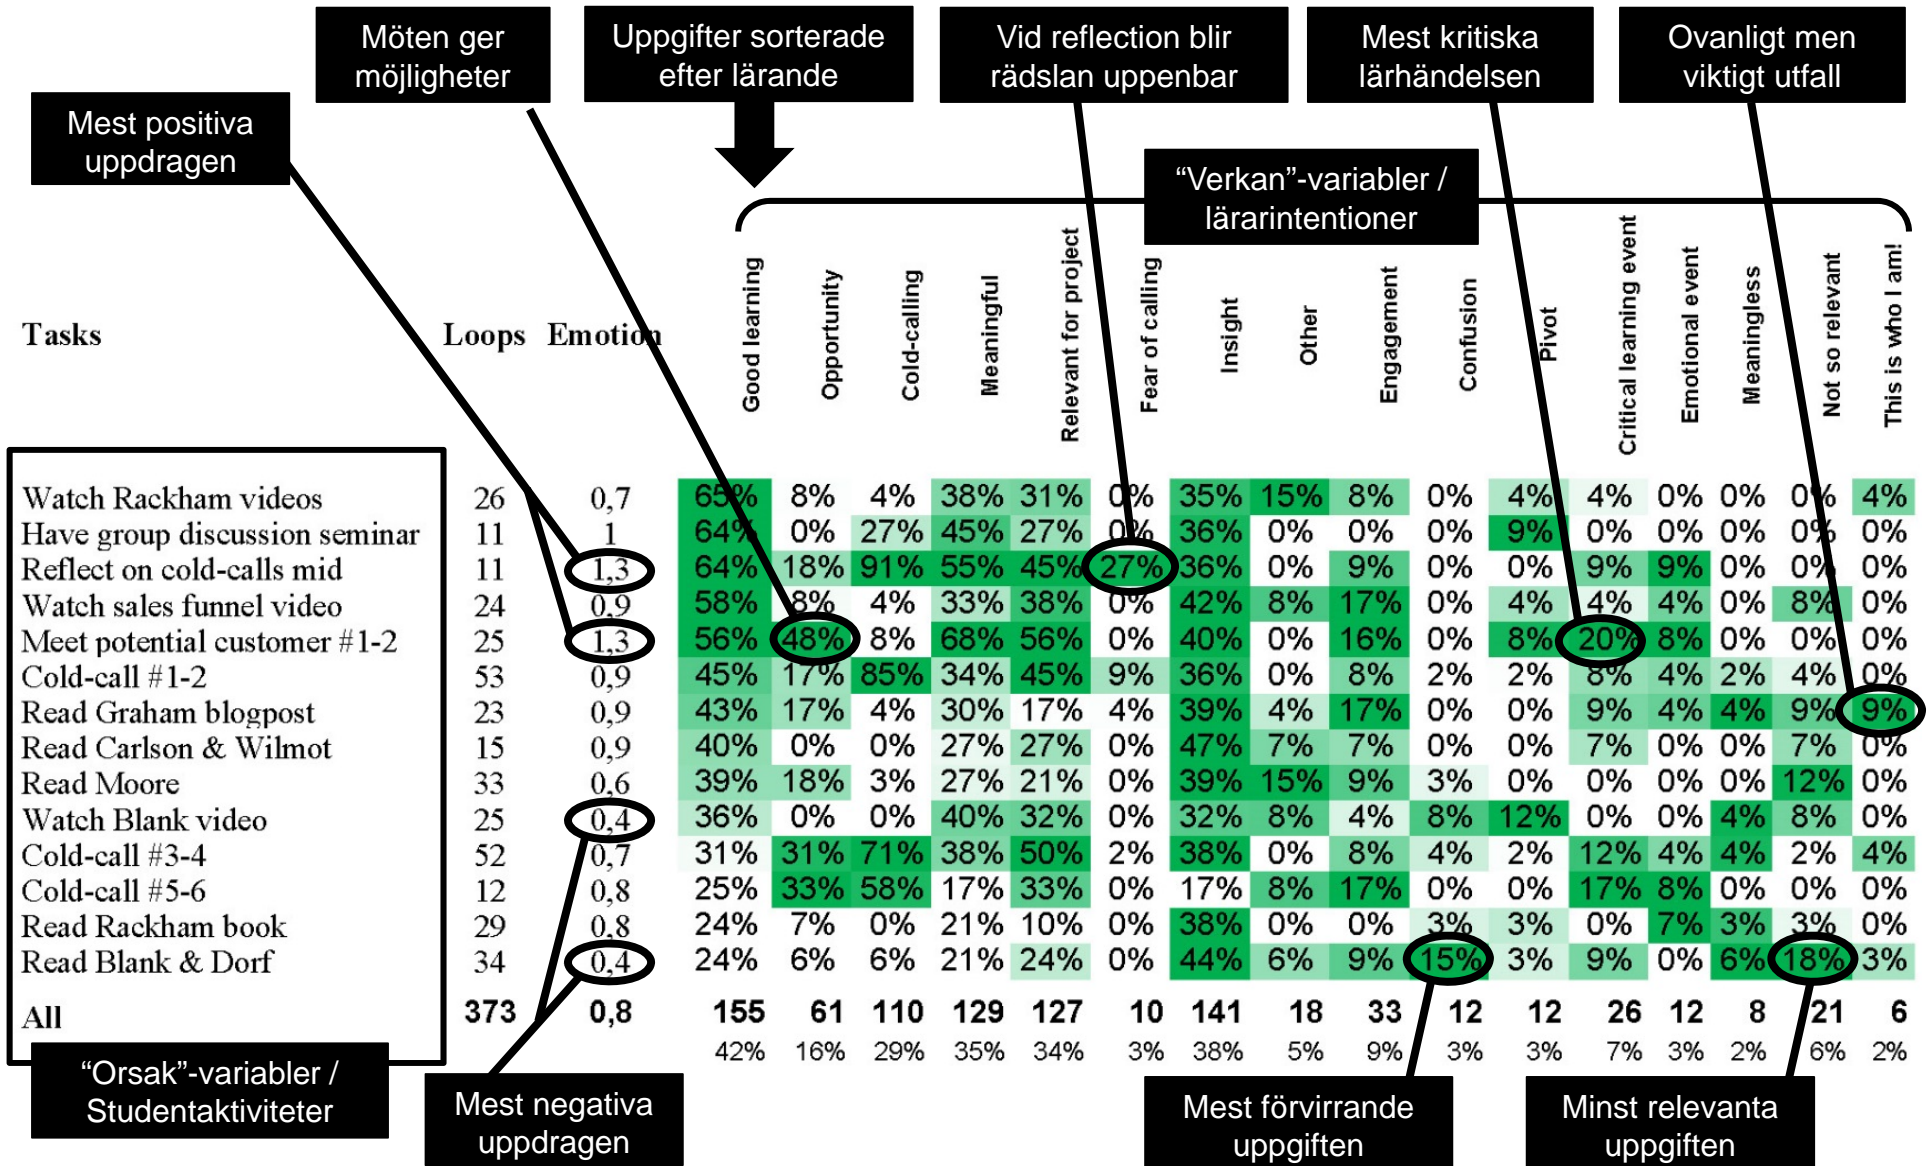 Möten ger
möjligheter
Uppgifter sorterade
efter lärande
Vid reflection blir
rädslan uppenbar
Mest kritiska
lärhändelsen
Ovanligt men
viktigt utfall
Mest positiva
uppdragen
“Verkan”-variabler /
lärarintentioner
Tasks Loops Emotion Good learning Opportunity Cold-calling Meaningful Relevant for project Fear of calling Insight Other Engagement Confusion Pivot Critical learning event Emotional event Meaningless Not so relevant This is who I am!
Watch Rackham videos 26 0,7 65% 8% 4% 38% 31% 0% 35% 15% 8% 0% 4% 4% 0% 0% 0% 4%
Have group discussion seminar 11 1 64% 0% 27% 45% 27% 0% 36% 0% 0% 0% 9% 0% 0% 0% 0% 0%
Reflect on cold-calls mid 11 1,3 64% 18% 91% 55% 45% 27% 36% 0% 9% 0% 0% 9% 9% 0% 0% 0%
Watch sales funnel video 24 0,9 58% 8% 4% 33% 38% 0% 42% 8% 17% 0% 4% 4% 4% 0% 8% 0%
Meet potential customer #1-2 25 1,3 56% 48% 8% 68% 56% 0% 40% 0% 16% 0% 8% 20% 8% 0% 0% 0%
Cold-call #1-2 53 0,9 45% 17% 85% 34% 45% 9% 36% 0% 8% 2% 2% 8% 4% 2% 4% 0%
Read Graham blogpost 23 0,9 43% 17% 4% 30% 17% 4% 39% 4% 17% 0% 0% 9% 4% 4% 9% 9%
Read Carlson & Wilmot 15 0,9 40% 0% 0% 27% 27% 0% 47% 7% 7% 0% 0% 7% 0% 0% 7% 0%
Read Moore 33 0,6 39% 18% 3% 27% 21% 0% 39% 15% 9% 3% 0% 0% 0% 0% 12% 0%
Watch Blank video 25 0,4 36% 0% 0% 40% 32% 0% 32% 8% 4% 8% 12% 0% 0% 4% 8% 0%
Cold-call #3-4 52 0,7 31% 31% 71% 38% 50% 2% 38% 0% 8% 4% 2% 12% 4% 4% 2% 4%
Cold-call #5-6 12 0,8 25% 33% 58% 17% 33% 0% 17% 8% 17% 0% 0% 17% 8% 0% 0% 0%
Read Rackham book 29 0,8 24% 7% 0% 21% 10% 0% 38% 0% 0% 3% 3% 0% 7% 3% 3% 0%
Read Blank & Dorf 34 0,4 24% 6% 6% 21% 24% 0% 44% 6% 9% 15% 3% 9% 0% 6% 18% 3%
All 373 0,8 155 61 110 129 127 10 141 18 33 12 12 26 12 8 21 6
42% 16% 29% 35% 34% 3% 38% 5% 9% 3% 3% 7% 3% 2% 6% 2%
“Orsak”-variabler /
Studentaktiviteter
Mest negativa
uppdragen
Mest förvirrande
uppgiften
Minst relevanta
uppgiften